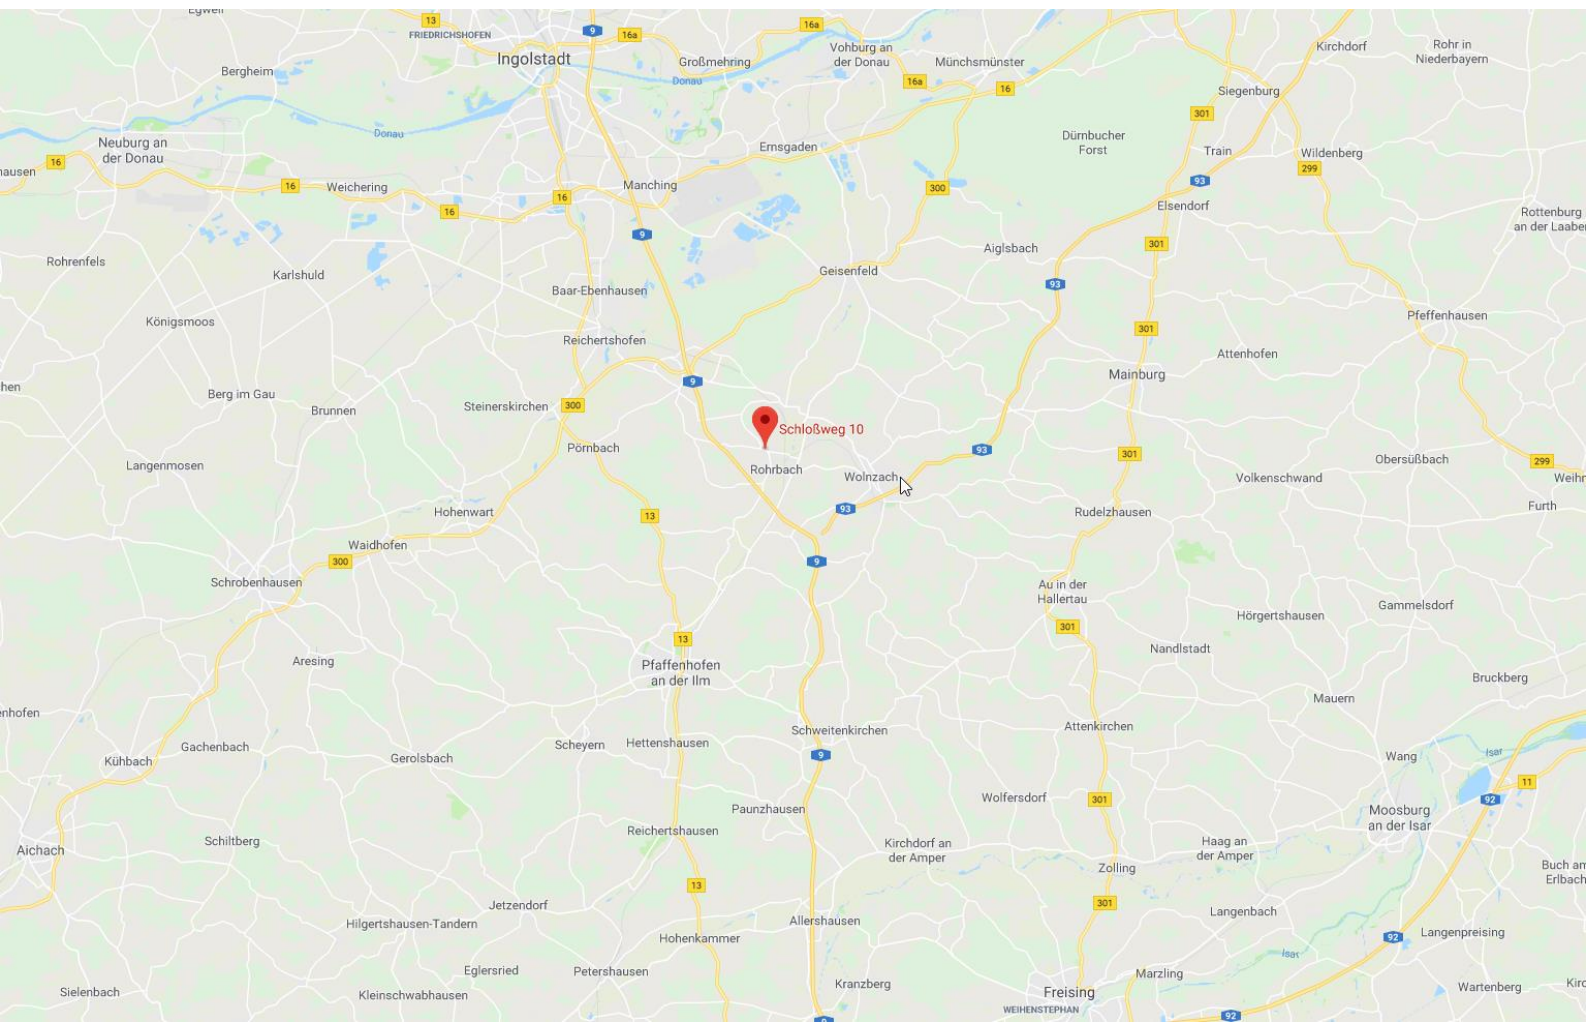 Egweil
13
FRIEDRICHSHOFEN
9
16a
16a
Ingolstadt
Großmehring
Vohburg an
der Donau
Münchsmünster
Kirchdorf
Rohr in
Niederbayern
Bergheim
Donau
16a
16
Siegenburg
301
Donau
Neuburg an
der Donau
16
hausen
Ernsgaden
Dürnbucher
Forst
Train
Wildenberg
299
16
Weichering
16
16
Manching
300
93
Elsendorf
Rottenburg
an der Laaber
9
301
Aiglsbach
Rohrenfels
Karlshuld
Geisenfeld
93
Baar-Ebenhausen
Königsmoos
Pfeffenhausen
301
Reichertshofen
Attenhofen
hen
9
Mainburg
Berg im Gau
Brunnen
Steinerskirchen
300
Schloßweg 10
Pörnbach
93
301
Langenmosen
Rohrbach
Wolnzach
Obersüßbach
299
Volkenschwand
Weihm
Hohenwart
13
93
Rudelzhausen
Furth
Waidhofen
300
9
Schrobenhausen
Au in der
Hallertau
Hörgertshausen
Gammelsdorf
301
13
Nandlstadt
Aresing
Pfaffenhofen
an der Ilm
Bruckberg
Mauern
enhofen
Schweitenkirchen
Attenkirchen
Gachenbach
Scheyern
Hettenshausen
Isar
Kühbach
Gerolsbach
9
Wang
11
92
Wolfersdorf
301
Paunzhausen
Moosburg
an der Isar
Reichertshausen
Schiltberg
Kirchdorf an
der Amper
Haag an
der Amper
Aichach
Zolling
Buch am
Erlbach
13
Jetzendorf
301
Langenbach
Hilgertshausen-Tandern
Allershausen
Hohenkammer
92
Langenpreising
Isar
Eglersried
Petershausen
Marzling
Kranzberg
Sielenbach
Kleinschwabhausen
Freising
WEIHENSTEPHAN
Wartenberg
Kirc
92
9